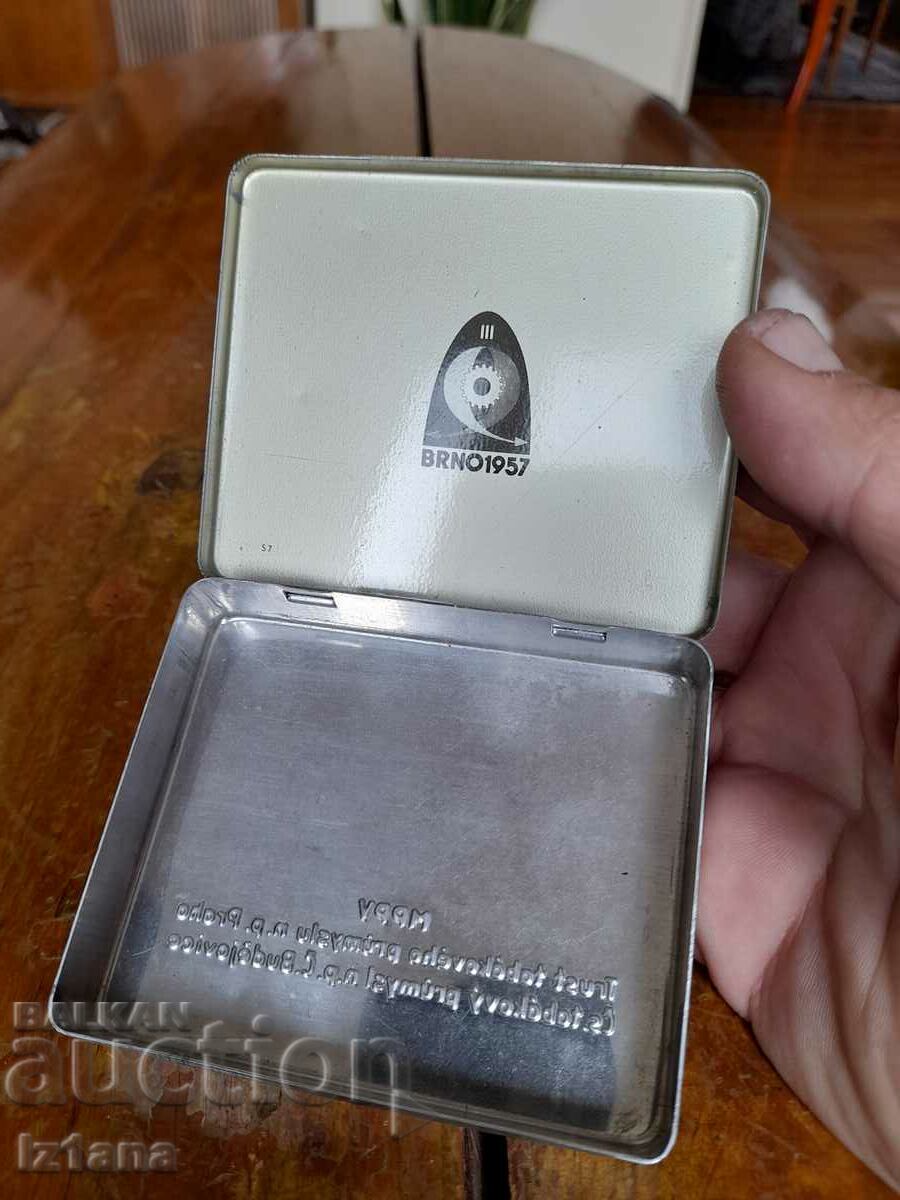 III
BRNO1957
57
MPPV
Trust tabákového průmyslu n.p. Praha
Čs. tabákový průmysl n.p. Č. Budějovice
BALKAN
auction
iz1ana